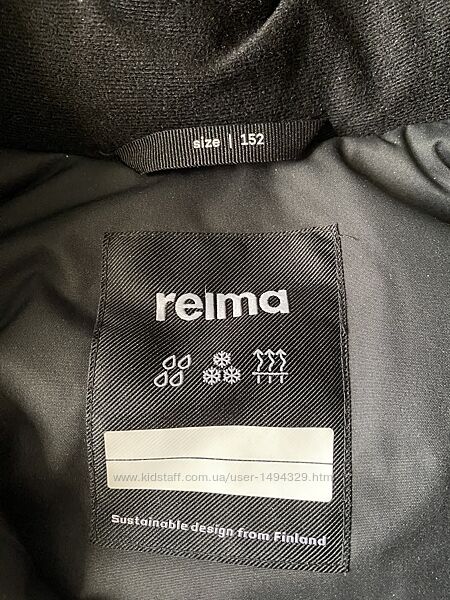 size | 152
reima
www.kidstaff.com.ua/user-1494329.html
Sustainable design from Finland